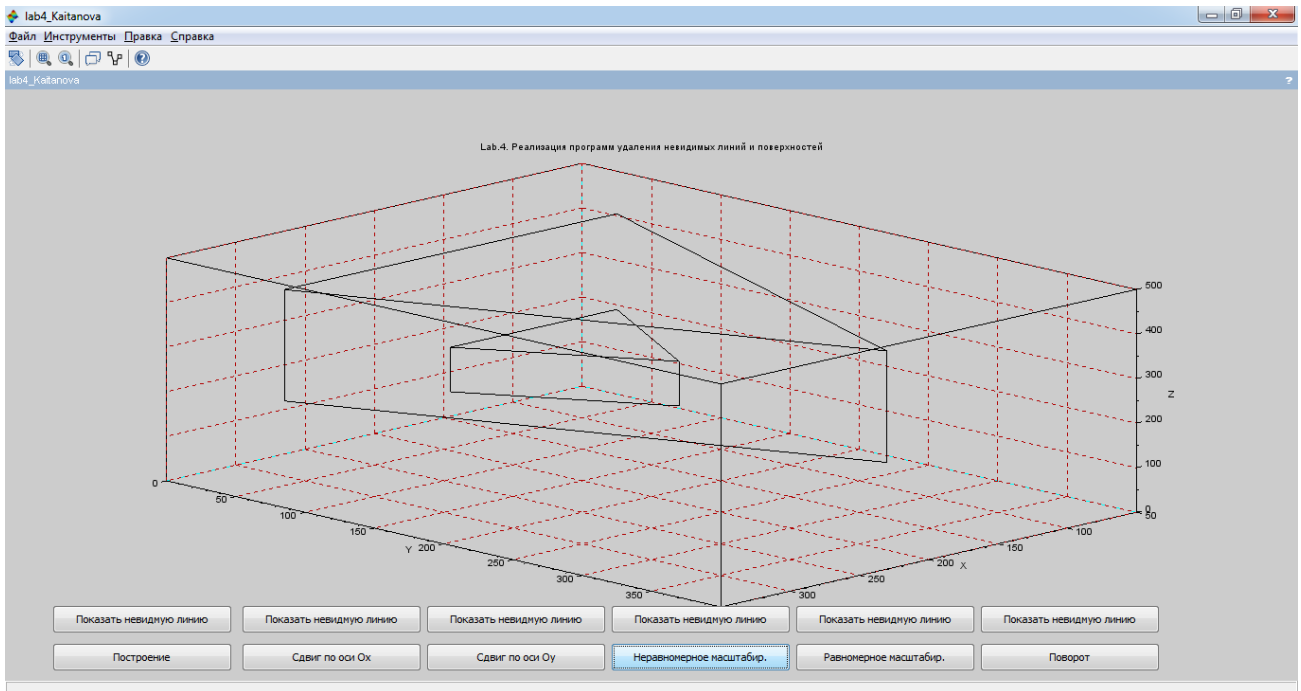 lab4_Kaitanova
Файл Инструменты Правка Справка
lab4_Kaitanova ?
Lab.4. Реализация программ удаления невидимых линий и поверхностей
500
400
300
200
100
0
Z
0
50
100
150
200
250
300
350
Y
50
100
150
200
250
300
X
Показать невидмую линию Показать невидмую линию Показать невидмую линию Показать невидмую линию Показать невидмую линию Показать невидмую линию
Построение Сдвиг по оси Ox Сдвиг по оси Oy Неравномерное масштабир. Равномерное масштабир. Поворот